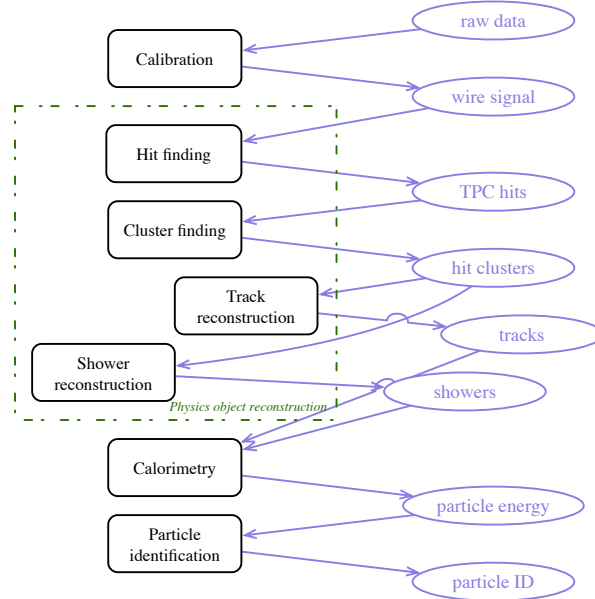 raw data
Calibration
wire signal
Hit finding
TPC hits
Cluster finding
hit clusters
Track
reconstruction
tracks
Shower
reconstruction
showers
Physics object reconstruction
Calorimetry
particle energy
Particle
identification
particle ID